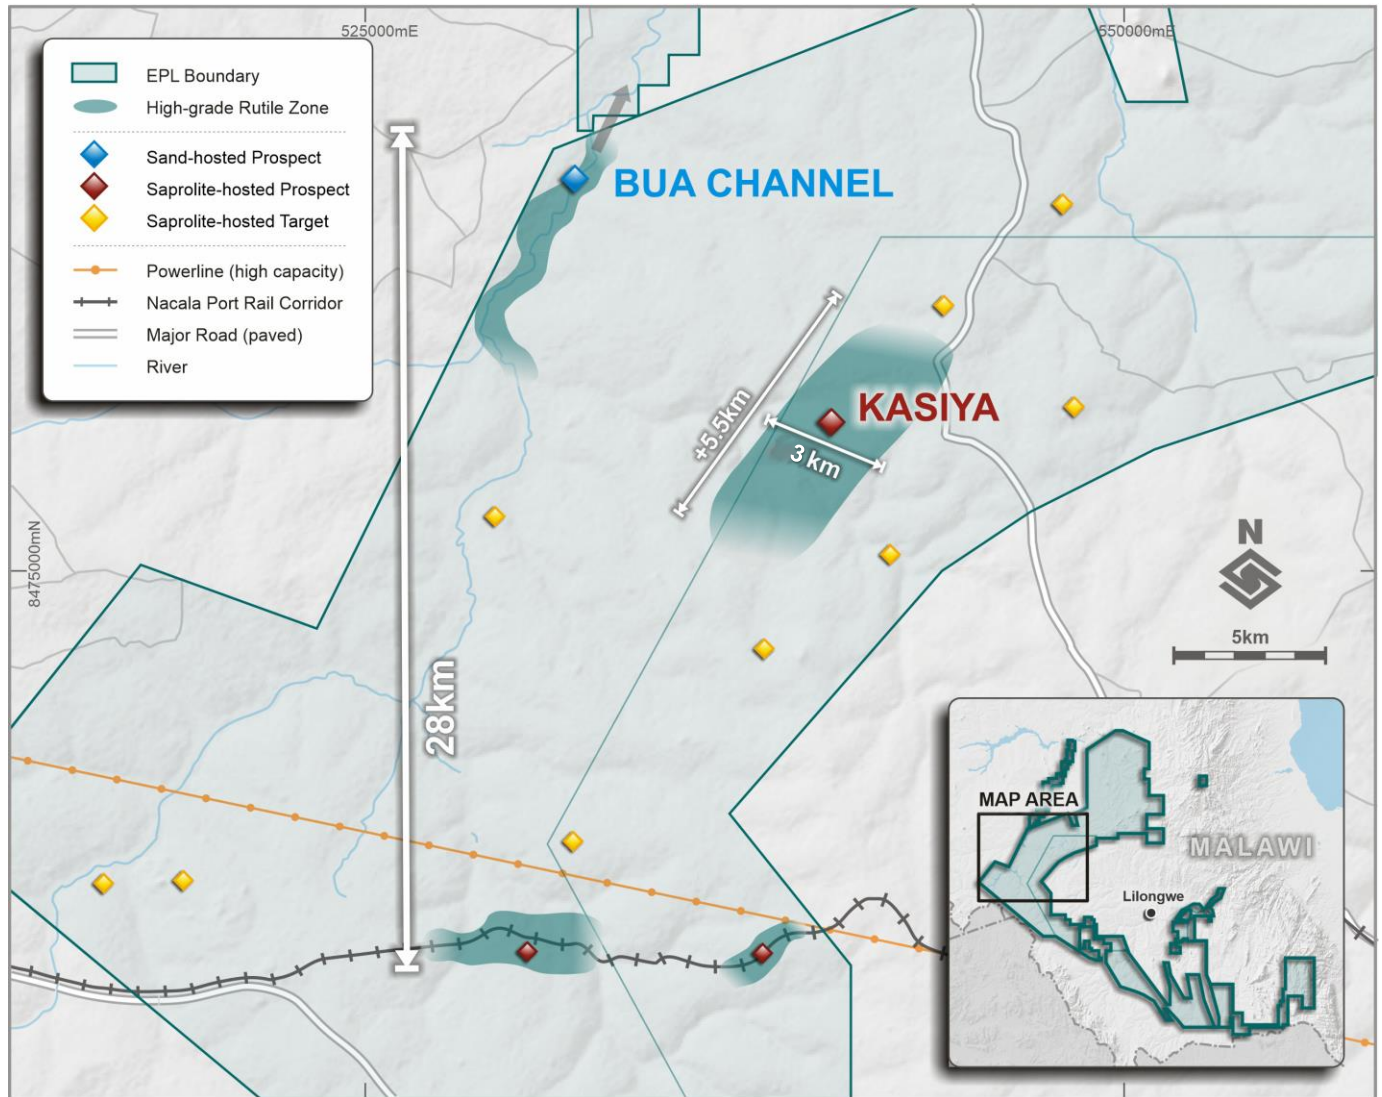 525000mE
550000mE
EPL Boundary
High-grade Rutile Zone
Sand-hosted Prospect
Saprolite-hosted Prospect
Saprolite-hosted Target
Powerline (high capacity)
Nacala Port Rail Corridor
Major Road (paved)
River
BUA CHANNEL
KASIYA
+5.5km
3 km
8475000mN
N
5km
28km
MAP AREA
MALAWI
Lilongwe